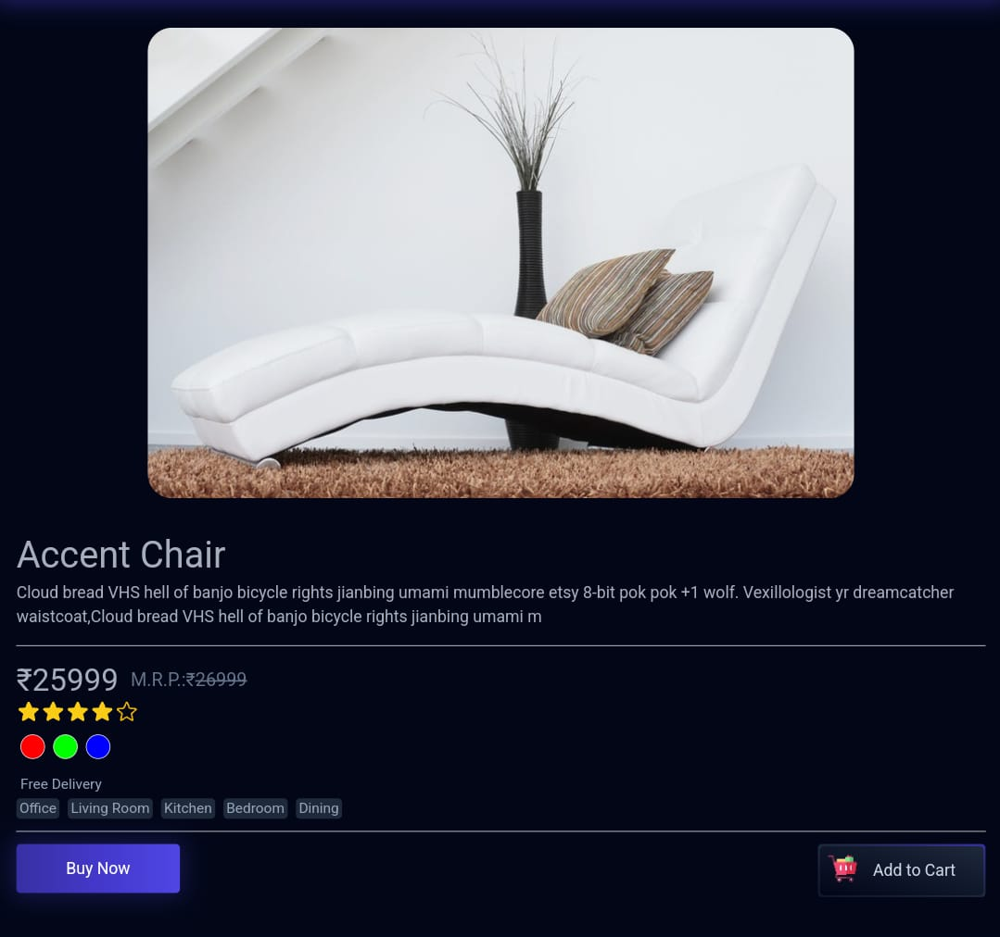 Accent Chair
Cloud bread VHS hell of banjo bicycle rights jianbing umami mumblecore etsy 8-bit pok pok +1 wolf. Vexillologist yr dreamcatcher
waistcoat,Cloud bread VHS hell of banjo bicycle rights jianbing umami m
₹25999 M.R.P.:₹26999
Free Delivery
Office Living Room Kitchen Bedroom Dining
Buy Now Add to Cart